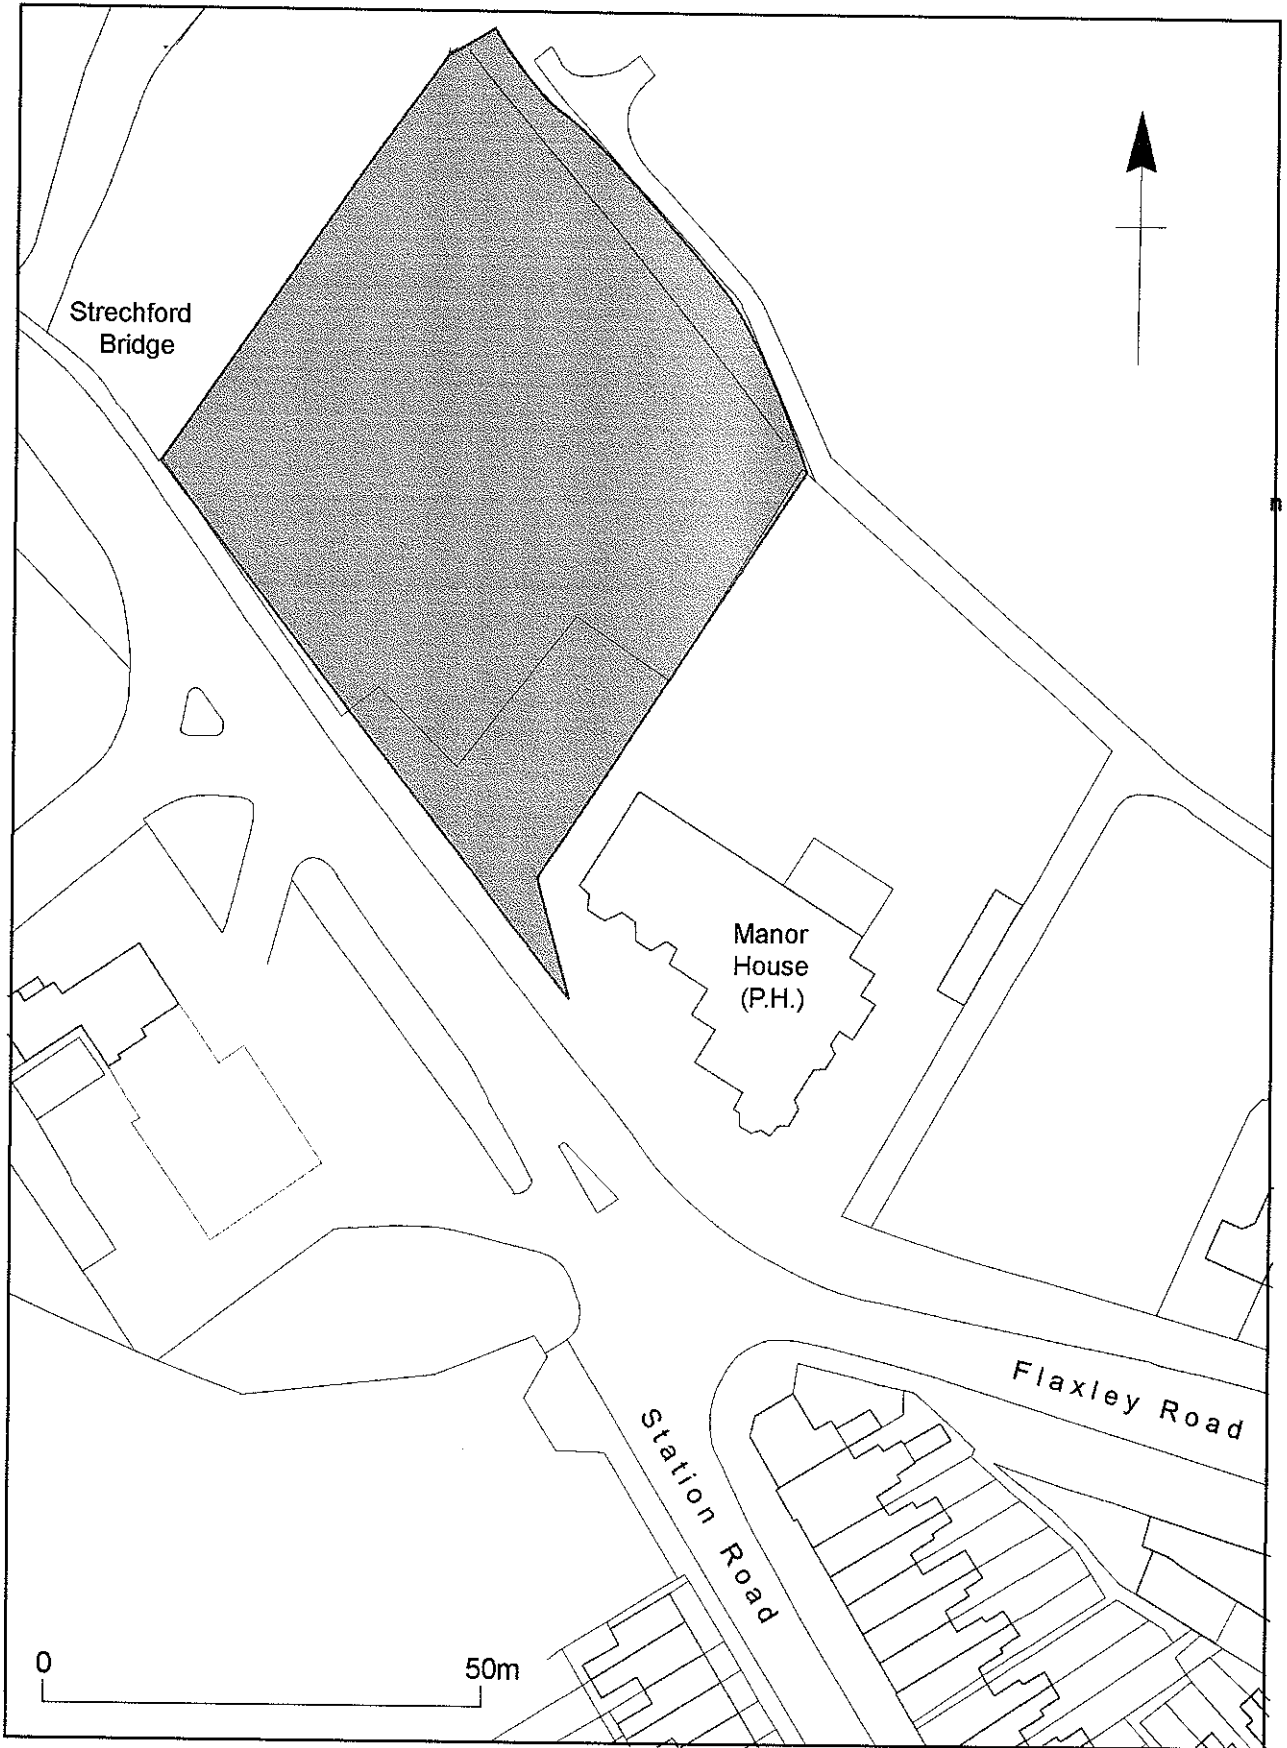 Strechford
Bridge
Manor
House
(P.H.)
Flaxley Road
Station Road
0
50m